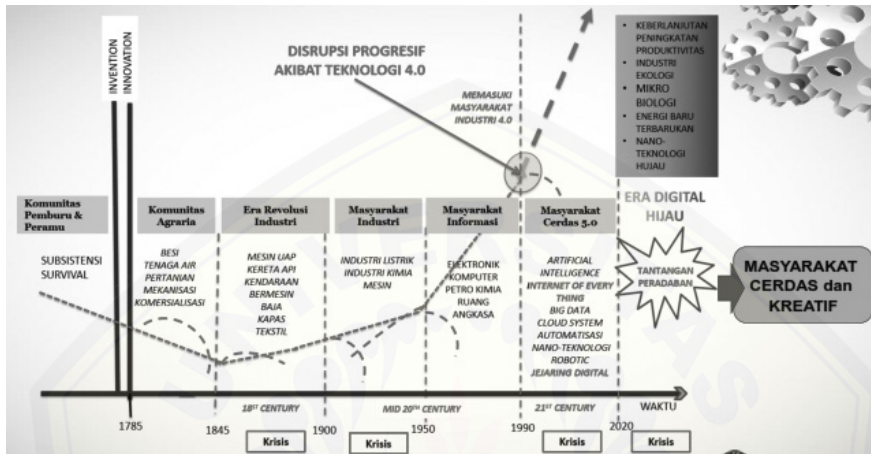 INVENTION
INNOVATION
DISRUPSI PROGRESIF
AKIBAT TEKNOLOGI 4.0
MEMASUKI
MASYARAKAT
INDUSTRI 4.0
• KEBERLANJUTAN
PENINGKATAN
PRODUKTIVITAS
• INDUSTRI
EKOLOGI
• MIKRO
BIOLOGI
• ENERGI BARU
TERBARUKAN
• NANO-
TEKNOLOGI
HUJAU
Komunitas
Pemburu &
Peramu
Komunitas
Agraria
Era Revolusi
Industri
Masyarakat
Industri
Masyarakat
Informasi
Masyarakat
Cerdas 5.0
ERA DIGITAL
HIJAU
SUBSISTENSI
SURVIVAL
BESI
TENAGA AIR
PERTANIAN
MEKANISASI
KOMERSIALISASI
MESIN UAP
KERETA API
KENDARAAN
BERMESIN
BAJA
KAPAS
TEKSTIL
INDUSTRI LISTRIK
INDUSTRI KIMIA
MESIN
ELEKTRONIK
KOMPUTER
PETRO KIMIA
RUANG
ANGKASA
ARTIFICIAL
INTELLIGENCE
INTERNET OF EVERY
THING
BIG DATA
CLOUD SYSTEM
AUTOMATISASI
NANO-TEKNOLOGI
ROBOTIC
JEJARING DIGITAL
TANTANGAN
PERADABAN
MASYARAKAT
CERDAS dan
KREATIF
18ST CENTURY
MID 20TH CENTURY
21ST CENTURY
WAKTU
1785
1845
1900
1950
1990
2020
Krisis
Krisis
Krisis
Krisis